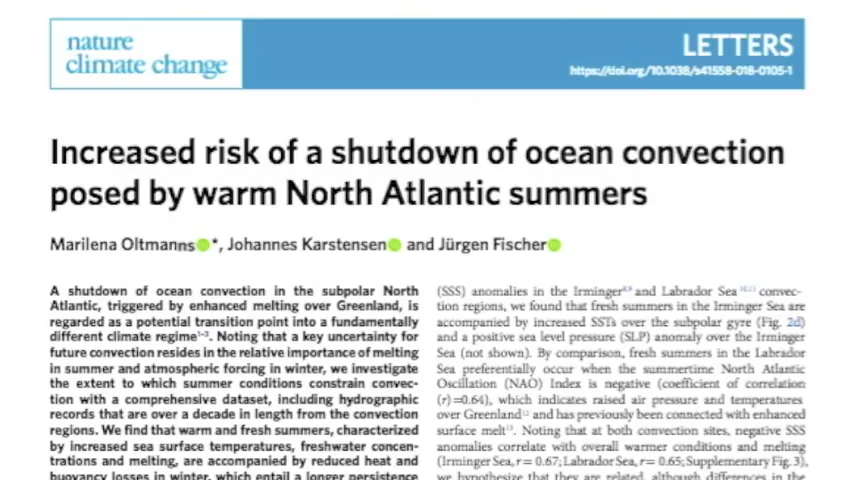 nature
climate change
LETTERS
https://doi.org/10.1038/s41558-018-0105-1
Increased risk of a shutdown of ocean convection
posed by warm North Atlantic summers
Marilena Oltmanns*, Johannes Karstensen and Jürgen Fischer
A shutdown of ocean convection in the subpolar North
Atlantic, triggered by enhanced melting over Greenland, is
regarded as a potential transition point into a fundamentally
different climate regime¹⁻³. Noting that a key uncertainty for
future convection resides in the relative importance of melting
in summer and atmospheric forcing in winter, we investigate
the extent to which summer conditions constrain convec-
tion with a comprehensive dataset, including hydrographic
records that are over a decade in length from the convection
regions. We find that warm and fresh summers, characterized
by increased sea surface temperatures, freshwater concen-
trations and melting, are accompanied by reduced heat and
buoyancy losses in winter, which entail a longer persistence
(SSS) anomalies in the Irminger and Labrador Sea convec-
tion regions, we found that fresh summers in the Irminger Sea are
accompanied by increased SSTs over the subpolar gyre (Fig. 2d)
and a positive sea level pressure (SLP) anomaly over the Irminger
Sea (not shown). By comparison, fresh summers in the Labrador
Sea preferentially occur when the summertime North Atlantic
Oscillation (NAO) Index is negative (coefficient of correlation
(r)=0.64), which indicates raised air pressure and temperatures
over Greenland and has previously been connected with enhanced
surface melt. Noting that at both convection sites, negative SSS
anomalies correlate with overall warmer conditions and melting
(Irminger Sea, r= 0.67; Labrador Sea, r= 0.65; Supplementary Fig. 3),
we hypothesize that they are related, although differences in the